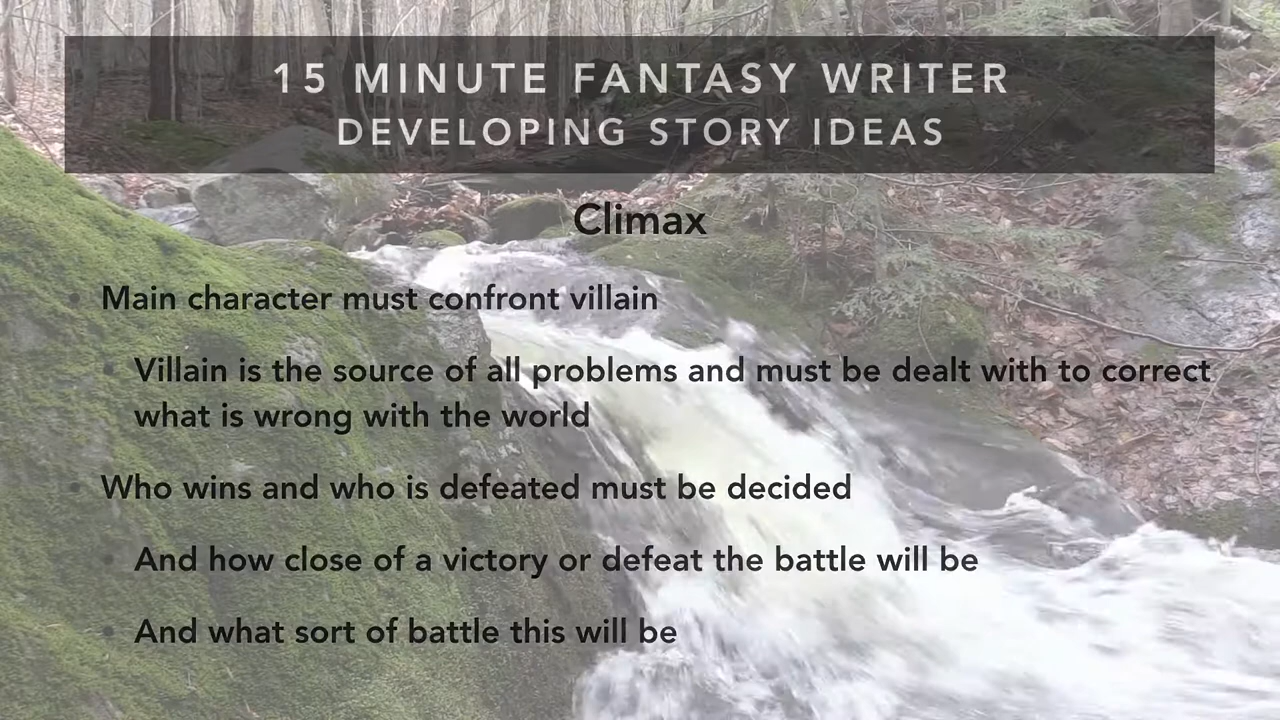 15 MINUTE FANTASY WRITER
DEVELOPING STORY IDEAS
Climax
Main character must confront villain
Villain is the source of all problems and must be dealt with to correct
what is wrong with the world
Who wins and who is defeated must be decided
And how close of a victory or defeat the battle will be
And what sort of battle this will be